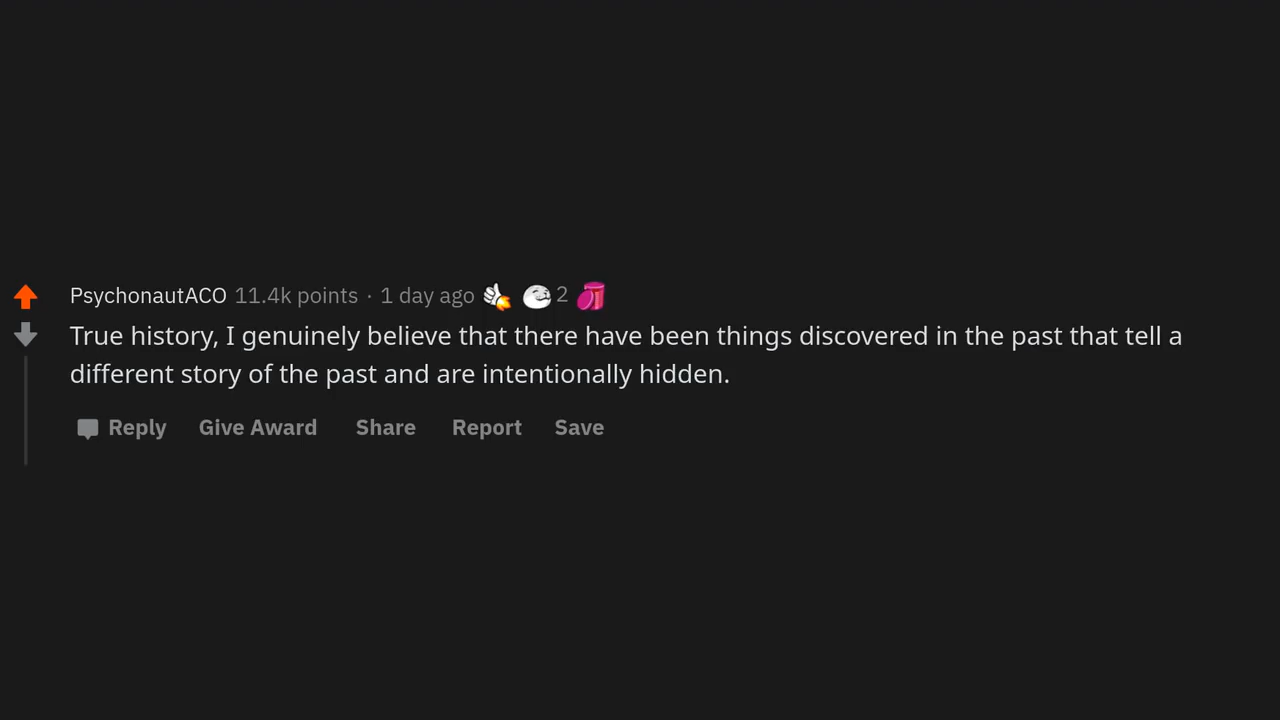 PsychonautACO 11.4k points · 1 day ago 2
True history, I genuinely believe that there have been things discovered in the past that tell a
different story of the past and are intentionally hidden.
Reply Give Award Share Report Save